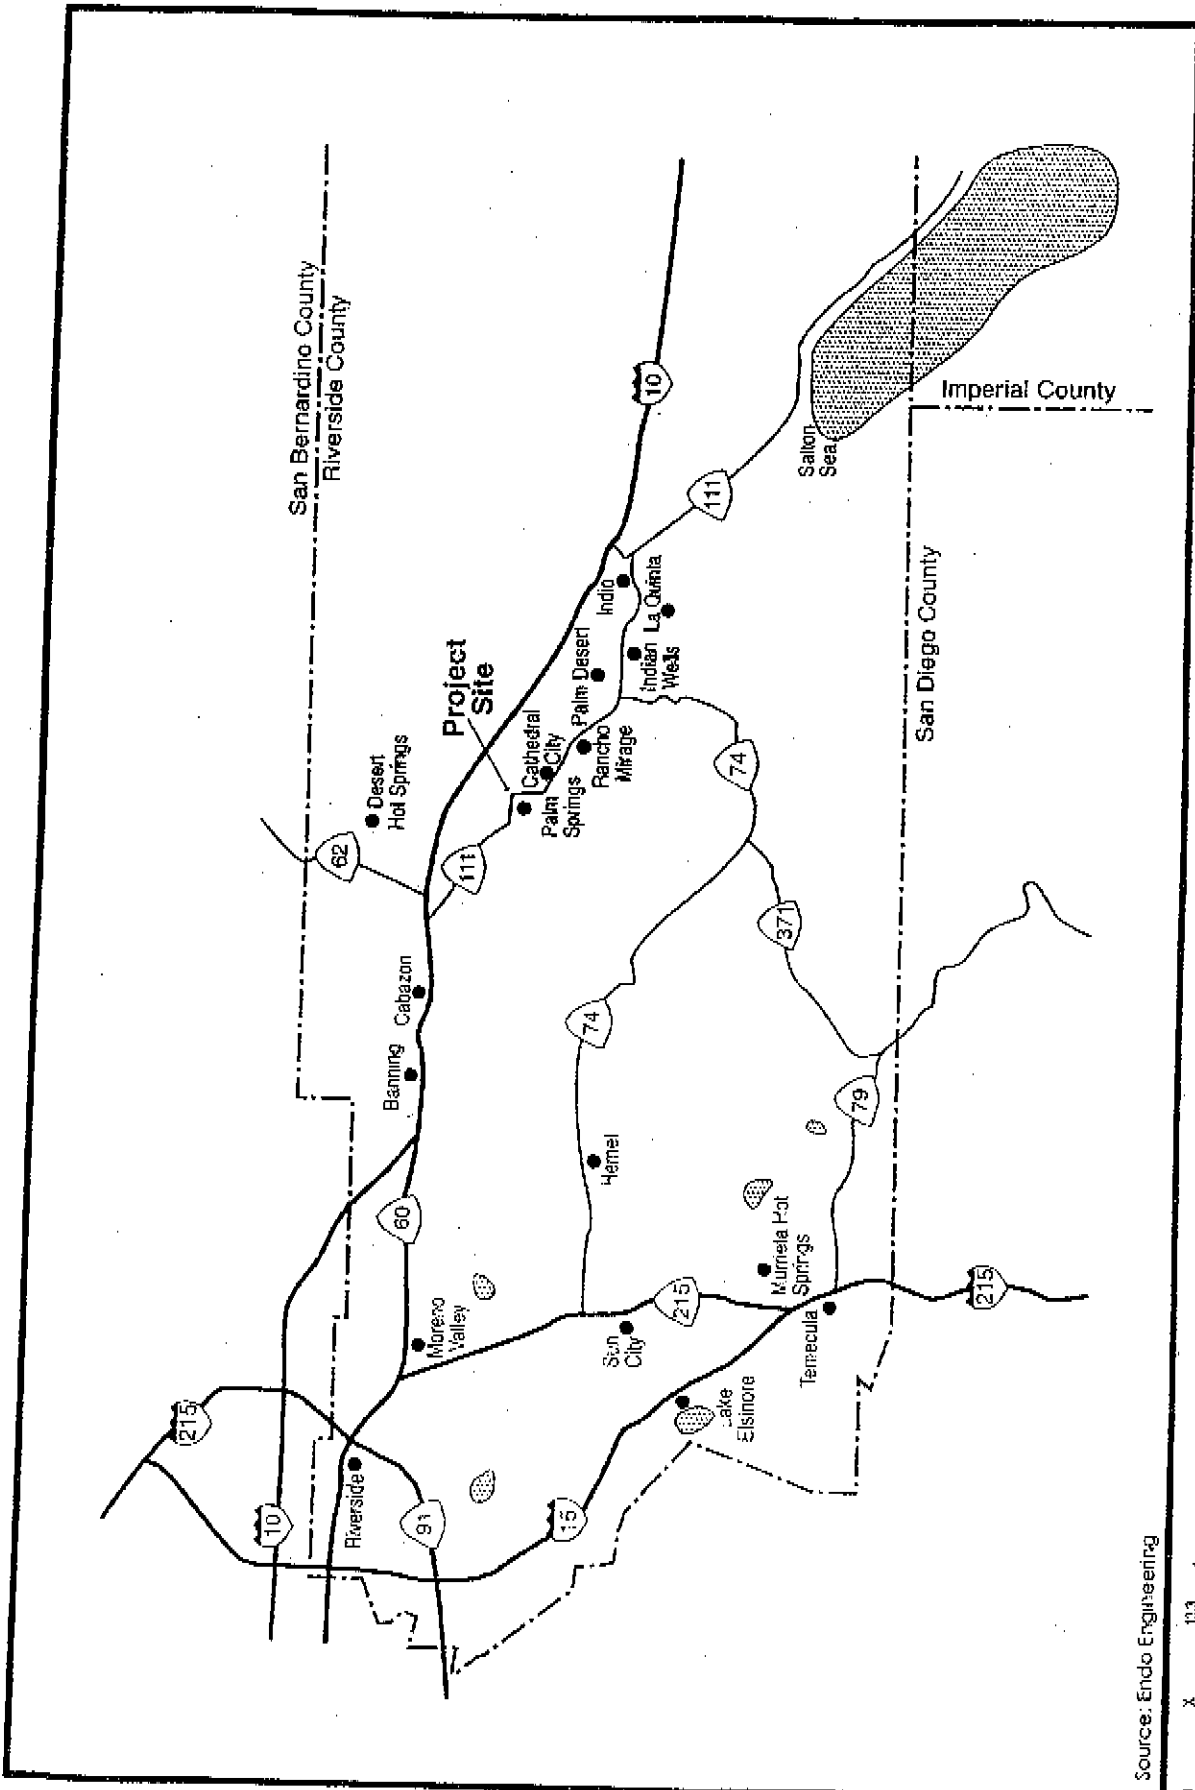 San Bernardino County
Riverside County
Imperial County
San Diego County
Project
Site
Desert
Hot Springs
62
111
10
Cathedral
City
Palm
Springs
Rancho
Mirage
Palm Desert
Indian
Wells
Indio
La Quinta
111
Salton
Sea
74
371
74
79
Cabazon
Banning
60
Hemet
Moreno
Valley
215
Sun
City
Murrieta Hot
Springs
Temecula
215
Lake
Elsinore
15
215
10
Riverside
91
Source: Endo Engineering